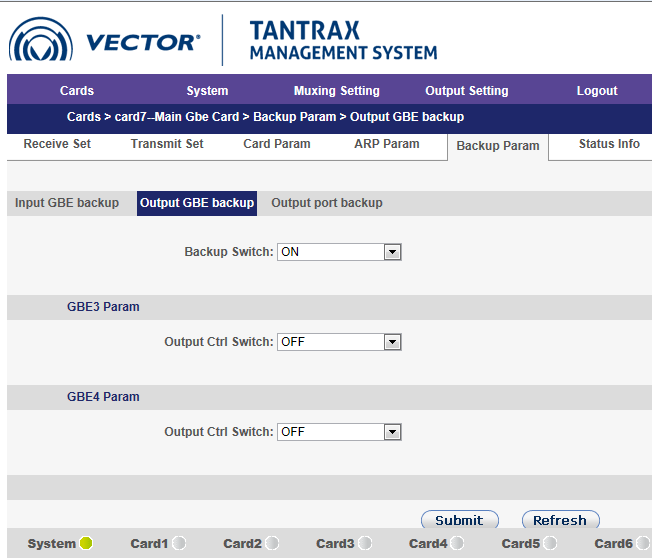 VECTOR®
TANTRAX
MANAGEMENT SYSTEM
Cards System Muxing Setting Output Setting Logout
Cards > card7--Main Gbe Card > Backup Param > Output GBE backup
Receive Set Transmit Set Card Param ARP Param Backup Param Status Info
Input GBE backup Output GBE backup Output port backup
Backup Switch: ON
GBE3 Param
Output Ctrl Switch: OFF
GBE4 Param
Output Ctrl Switch: OFF
Submit Refresh
System Card1 Card2 Card3 Card4 Card5 Card6